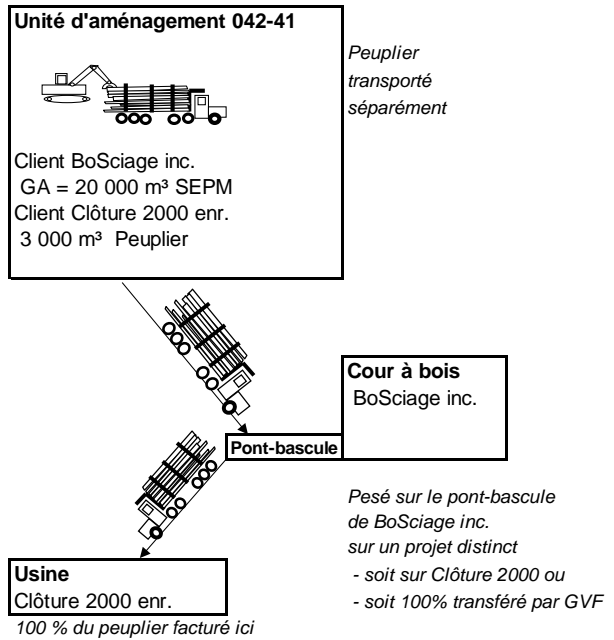 Unité d'aménagement 042-41
Peuplier
transporté
séparément
Client BoSciage inc.
GA = 20 000 m³ SEPM
Client Clôture 2000 enr.
3 000 m³ Peuplier
Cour à bois
BoSciage inc.
Pont-bascule
Pesé sur le pont-bascule
de BoSciage inc.
sur un projet distinct
- soit sur Clôture 2000 ou
- soit 100% transféré par GVF
Usine
Clôture 2000 enr.
100 % du peuplier facturé ici